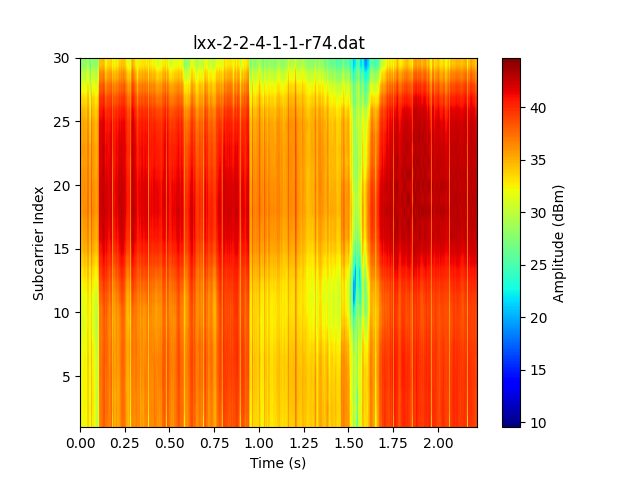 lxx-2-2-4-1-1-r74.dat
30
25
20
15
10
5
Subcarrier Index
0.00 0.25 0.50 0.75 1.00 1.25 1.50 1.75 2.00
Time (s)
40
35
30
25
20
15
10
Amplitude (dBm)